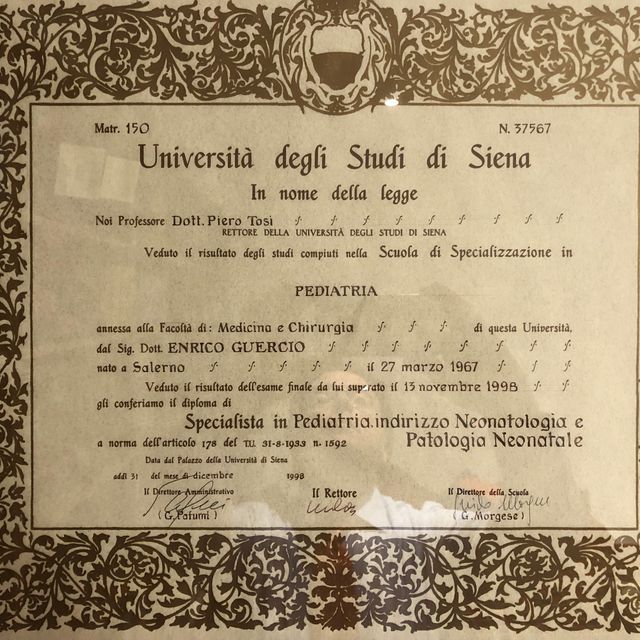 Matr. 150 N. 37567
Università degli Studi di Siena
In nome della legge
Noi Professore Dott. Piero Tosi
RETTORE DELLA UNIVERSITÀ DEGLI STUDI DI SIENA
Veduto il risultato degli studi compiuti nella Scuola di Specializzazione in
PEDIATRIA
annessa alla Facoltà di: Medicina e Chirurgia di questa Università,
dal Sig. Dott. ENRICO GUERCIO
nato a Salerno il 27 marzo 1967
Veduto il risultato dell'esame finale da lui superato il 13 novembre 1998
gli conferiamo il diploma di
Specialista in Pediatria.indirizzo Neonatologia e
a norma dell'articolo 178 del T.U. 31-8-1933 n. 1592 Patologia Neonatale
Data dal Palazzo della Università di Siena
addì 31 del mese di dicembre 1998
Il Direttore Amministrativo Il Rettore Il Direttore della Scuola
(G. Pafumi) (G. Morgese)